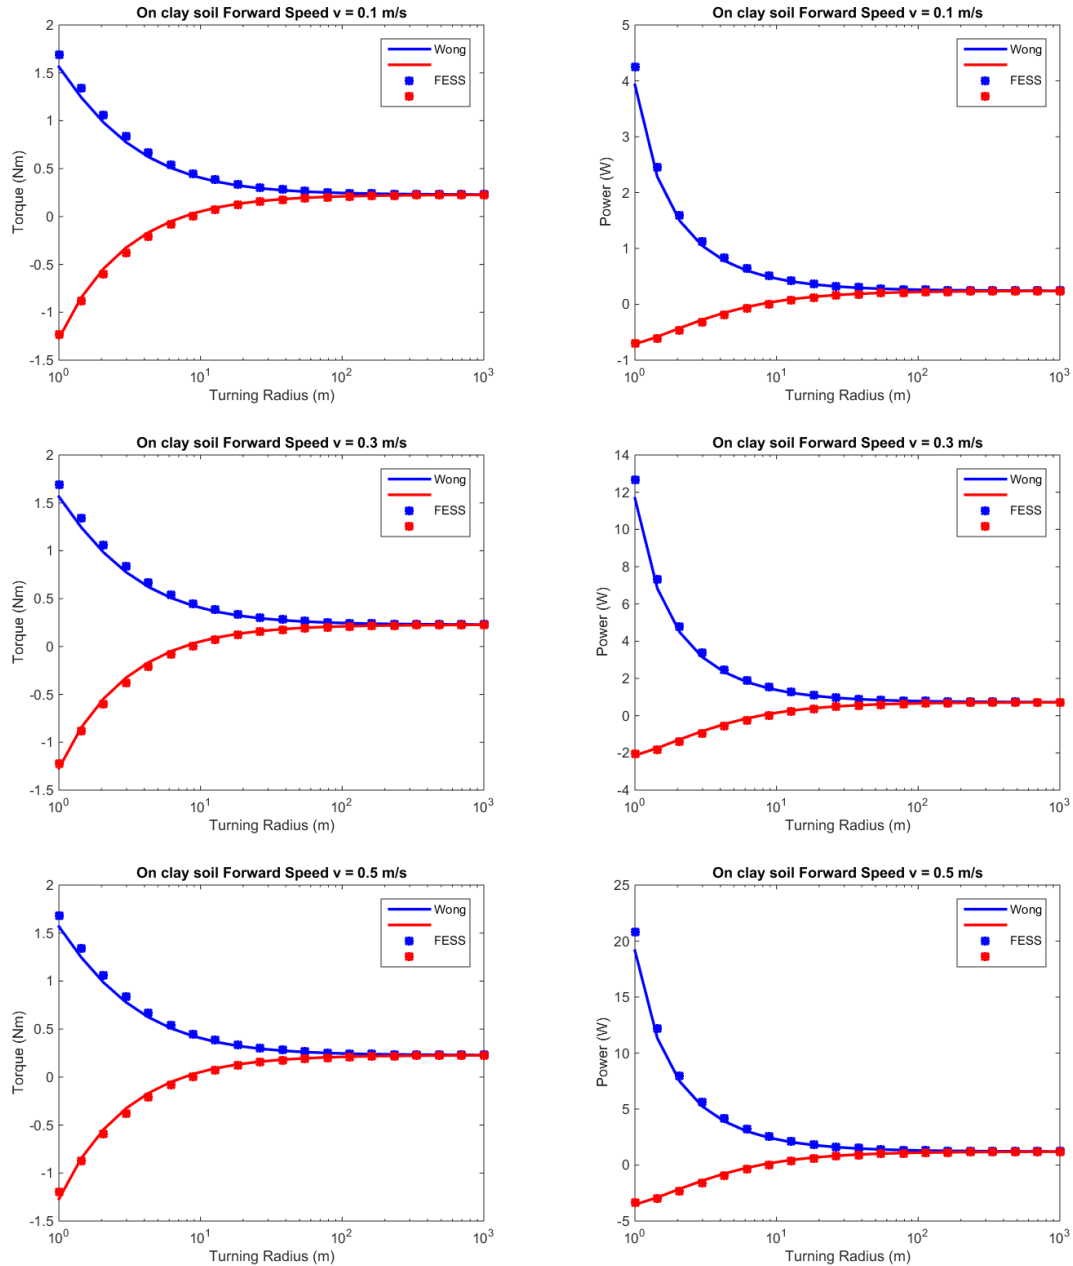 On clay soil Forward Speed v = 0.1 m/s
2
1.5
1
0.5
0
-0.5
-1
-1.5
Torque (Nm)
10^0 10^1 10^2 10^3
Turning Radius (m)
Wong
FESS
On clay soil Forward Speed v = 0.1 m/s
5
4
3
2
1
0
-1
Power (W)
10^0 10^1 10^2 10^3
Turning Radius (m)
Wong
FESS
On clay soil Forward Speed v = 0.3 m/s
2
1.5
1
0.5
0
-0.5
-1
-1.5
Torque (Nm)
10^0 10^1 10^2 10^3
Turning Radius (m)
Wong
FESS
On clay soil Forward Speed v = 0.3 m/s
14
12
10
8
6
4
2
0
-2
-4
Power (W)
10^0 10^1 10^2 10^3
Turning Radius (m)
Wong
FESS
On clay soil Forward Speed v = 0.5 m/s
2
1.5
1
0.5
0
-0.5
-1
-1.5
Torque (Nm)
10^0 10^1 10^2 10^3
Turning Radius (m)
Wong
FESS
On clay soil Forward Speed v = 0.5 m/s
25
20
15
10
5
0
-5
Power (W)
10^0 10^1 10^2 10^3
Turning Radius (m)
Wong
FESS